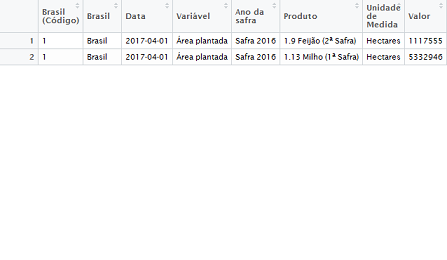 Brasil (Código) Brasil Data Variável Ano da safra Produto Unidade de Medida Valor
1 1 Brasil 2017-04-01 Área plantada Safra 2016 1.9 Feijão (2ª Safra) Hectares 1117555
2 1 Brasil 2017-04-01 Área plantada Safra 2016 1.13 Milho (1ª Safra) Hectares 5332946